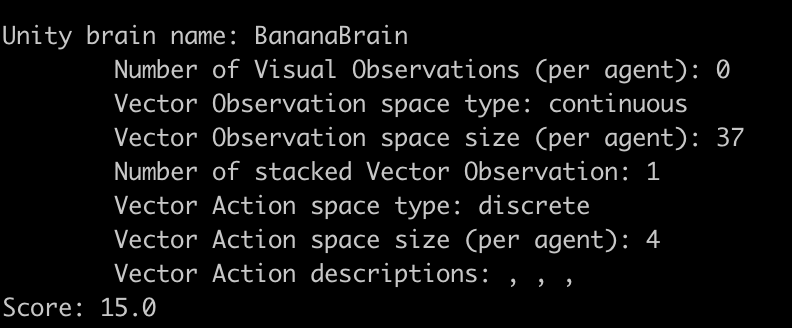 Unity brain name: BananaBrain
Number of Visual Observations (per agent): 0
Vector Observation space type: continuous
Vector Observation space size (per agent): 37
Number of stacked Vector Observation: 1
Vector Action space type: discrete
Vector Action space size (per agent): 4
Vector Action descriptions: , , ,
Score: 15.0